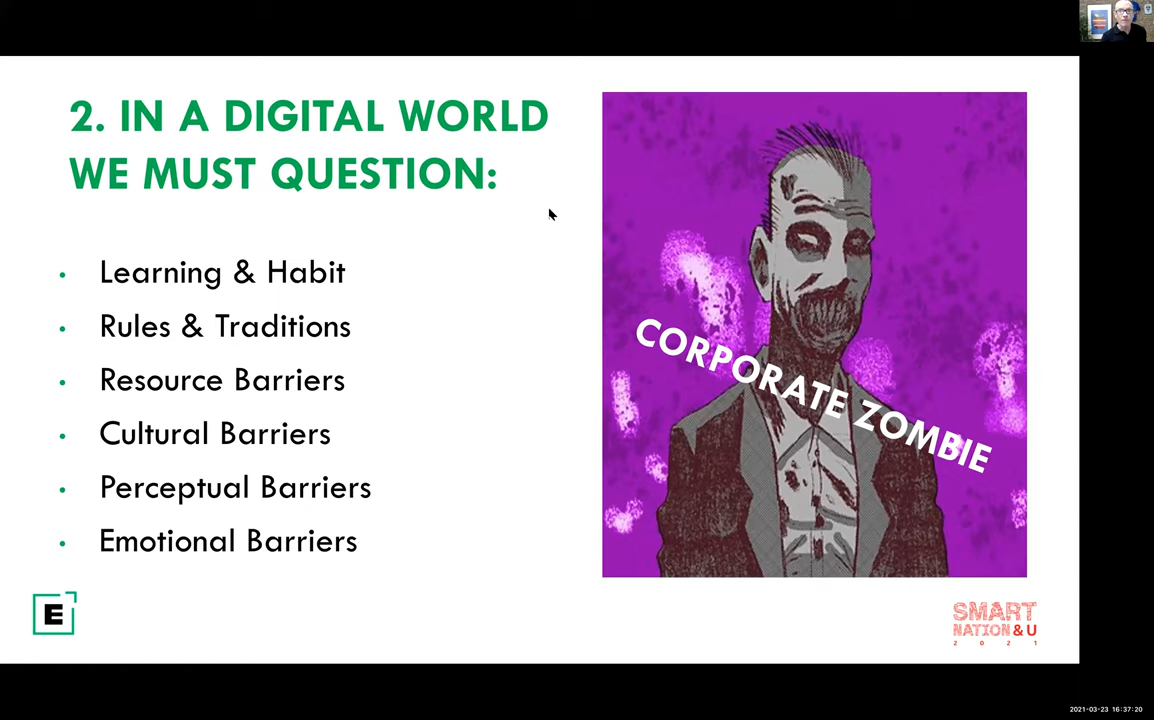 2. IN A DIGITAL WORLD
WE MUST QUESTION:
• Learning & Habit
• Rules & Traditions
• Resource Barriers
• Cultural Barriers
• Perceptual Barriers
• Emotional Barriers
CORPORATE ZOMBIE
E
SMART
NATION & U
2 0 2 1
2021-03-23 16:37:20